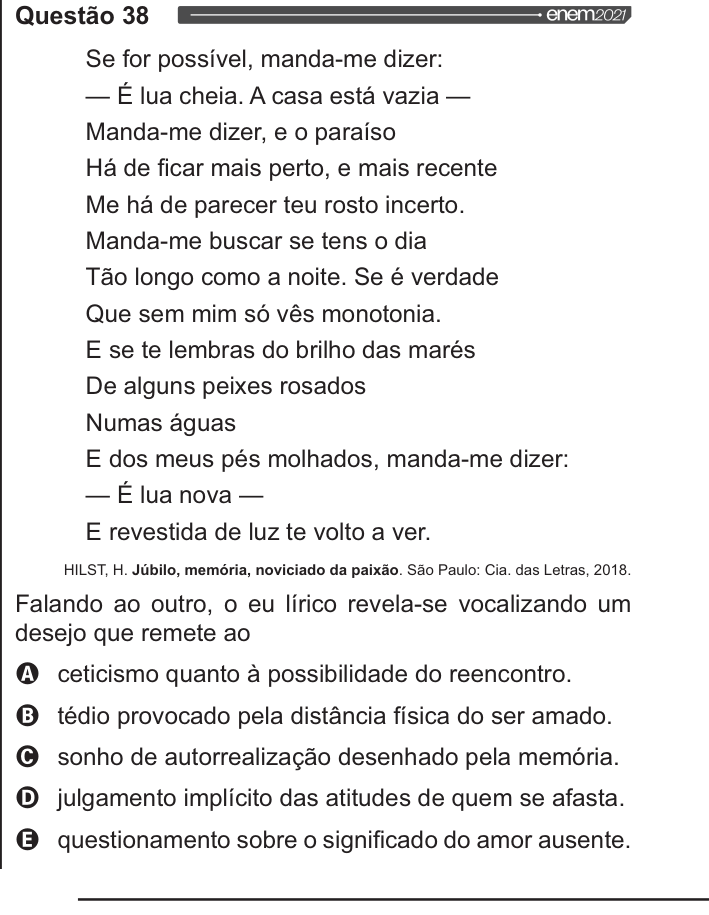 Questão 38 enem2021
Se for possível, manda-me dizer:
— É lua cheia. A casa está vazia —
Manda-me dizer, e o paraíso
Há de ficar mais perto, e mais recente
Me há de parecer teu rosto incerto.
Manda-me buscar se tens o dia
Tão longo como a noite. Se é verdade
Que sem mim só vês monotonia.
E se te lembras do brilho das marés
De alguns peixes rosados
Numas águas
E dos meus pés molhados, manda-me dizer:
— É lua nova —
E revestida de luz te volto a ver.
HILST, H. Júbilo, memória, noviciado da paixão. São Paulo: Cia. das Letras, 2018.
Falando ao outro, o eu lírico revela-se vocalizando um
desejo que remete ao
A ceticismo quanto à possibilidade do reencontro.
B tédio provocado pela distância física do ser amado.
C sonho de autorrealização desenhado pela memória.
D julgamento implícito das atitudes de quem se afasta.
E questionamento sobre o significado do amor ausente.